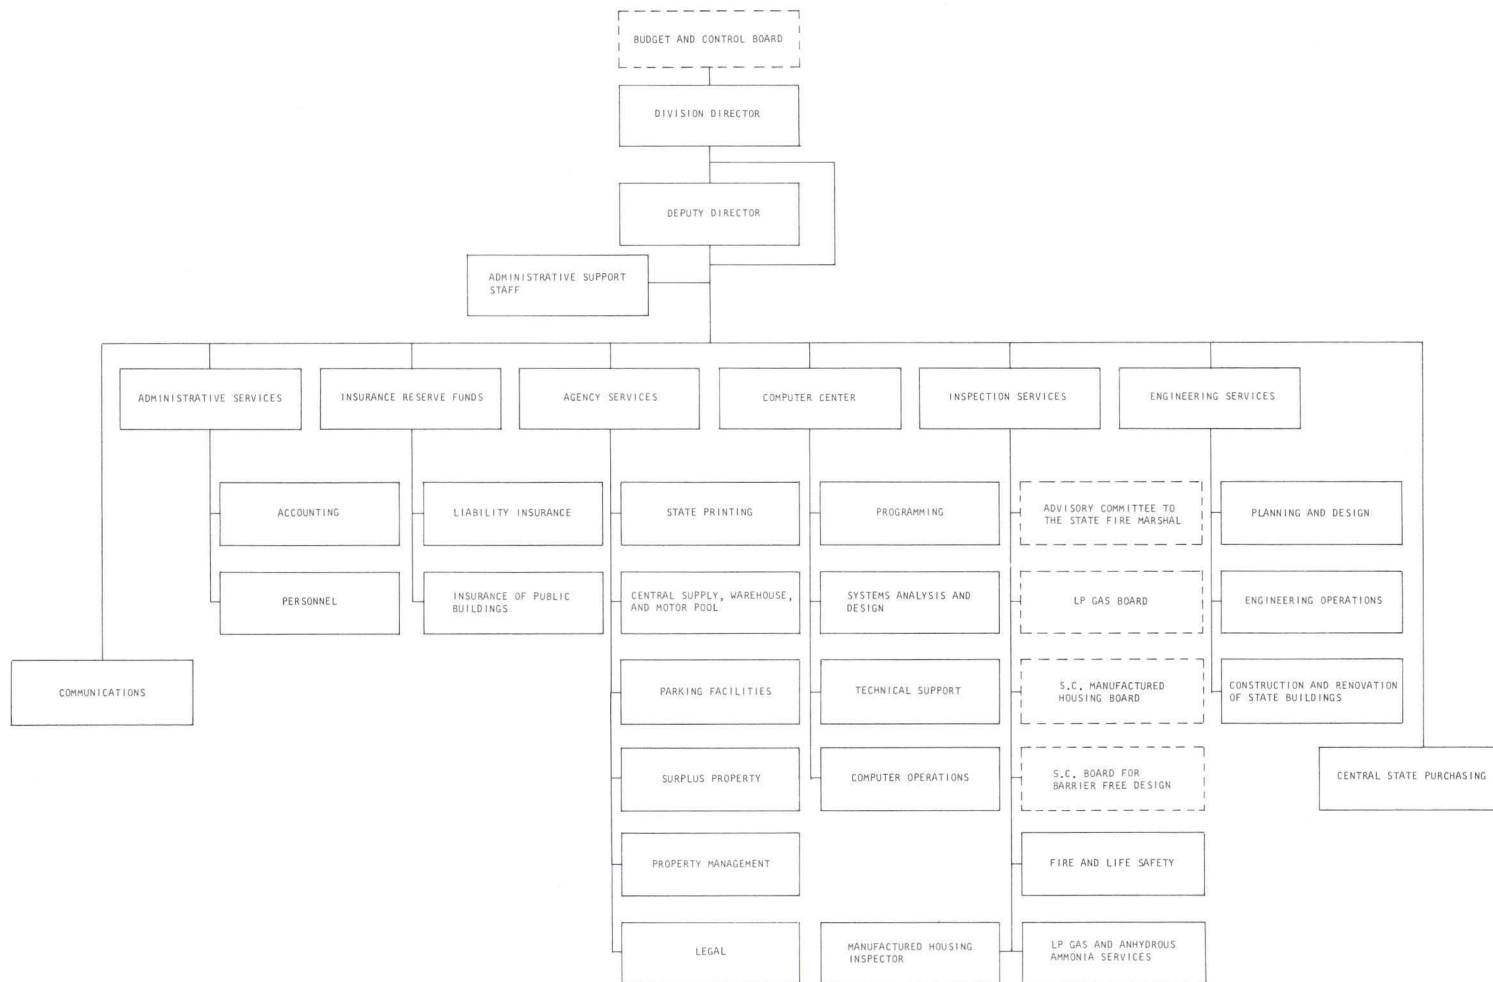 BUDGET AND CONTROL BOARD
DIVISION DIRECTOR
DEPUTY DIRECTOR
ADMINISTRATIVE SUPPORT
STAFF
ADMINISTRATIVE SERVICES
INSURANCE RESERVE FUNDS
AGENCY SERVICES
COMPUTER CENTER
INSPECTION SERVICES
ENGINEERING SERVICES
ACCOUNTING
LIABILITY INSURANCE
STATE PRINTING
PROGRAMMING
ADVISORY COMMITTEE TO
THE STATE FIRE MARSHAL
PLANNING AND DESIGN
PERSONNEL
INSURANCE OF PUBLIC
BUILDINGS
CENTRAL SUPPLY, WAREHOUSE,
AND MOTOR POOL
SYSTEMS ANALYSIS AND
DESIGN
LP GAS BOARD
ENGINEERING OPERATIONS
COMMUNICATIONS
PARKING FACILITIES
TECHNICAL SUPPORT
S.C. MANUFACTURED
HOUSING BOARD
CONSTRUCTION AND RENOVATION
OF STATE BUILDINGS
SURPLUS PROPERTY
COMPUTER OPERATIONS
S.C. BOARD FOR
BARRIER FREE DESIGN
CENTRAL STATE PURCHASING
PROPERTY MANAGEMENT
FIRE AND LIFE SAFETY
LEGAL
MANUFACTURED HOUSING
INSPECTOR
LP GAS AND ANHYDROUS
AMMONIA SERVICES